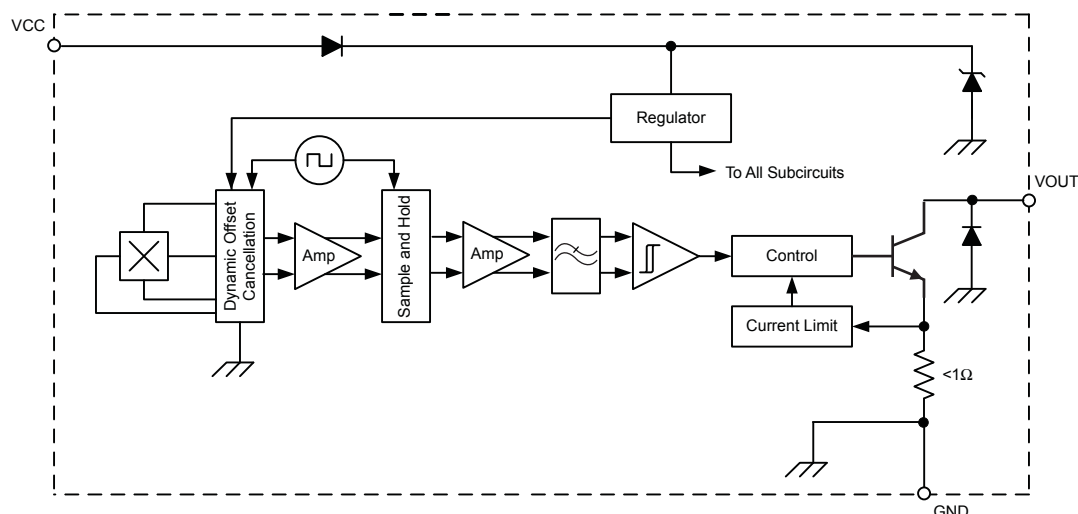 VCC
Regulator
To All Subcircuits
VOUT
Dynamic Offset
Cancellation
Amp
Sample and Hold
Amp
Control
Current Limit
<1Ω
GND